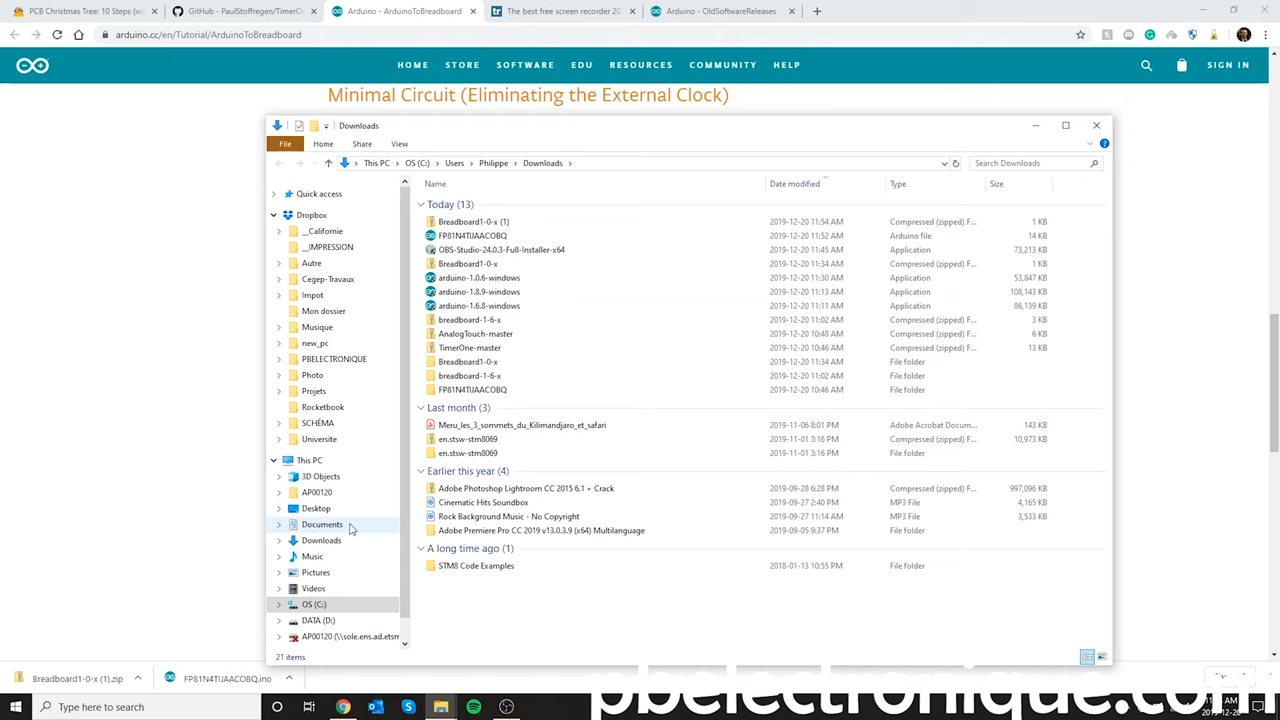 PCB Christmas Tree: 10 Steps (wi
GitHub - PaulStoffregen/TimerO
Arduino - ArduinoToBreadboard
The best free screen recorder 20
Arduino - OldSoftwareReleases
arduino.cc/en/Tutorial/ArduinoToBreadboard
HOME STORE SOFTWARE EDU RESOURCES COMMUNITY HELP
SIGN IN
Minimal Circuit (Eliminating the External Clock)
Downloads
File Home Share View
This PC > OS (C:) > Users > Philippe > Downloads >
Search Downloads
Name Date modified Type Size
Quick access
Dropbox
__Californie
__IMPRESSION
Autre
Cegep-Travaux
Impot
Mon dossier
Musique
new_pc
PBELECTRONIQUE
Photo
Projets
Rocketbook
SCHÉMA
Universite
This PC
3D Objects
AP00120
Desktop
Documents
Downloads
Music
Pictures
Videos
OS (C:)
DATA (D:)
AP00120 (\\sole.ens.ad.etsm
Today (13)
Breadboard1-0-x (1) 2019-12-20 11:54 AM Compressed (zipped) F... 1 KB
FP81N4TIJAACOBQ 2019-12-20 11:52 AM Arduino file 14 KB
OBS-Studio-24.0.3-Full-Installer-x64 2019-12-20 11:45 AM Application 73,213 KB
Breadboard1-0-x 2019-12-20 11:34 AM Compressed (zipped) F... 1 KB
arduino-1.0.6-windows 2019-12-20 11:30 AM Application 53,847 KB
arduino-1.8.9-windows 2019-12-20 11:13 AM Application 108,143 KB
arduino-1.6.8-windows 2019-12-20 11:11 AM Application 86,139 KB
breadboard-1-6-x 2019-12-20 11:02 AM Compressed (zipped) F... 3 KB
AnalogTouch-master 2019-12-20 10:48 AM Compressed (zipped) F... 6 KB
TimerOne-master 2019-12-20 10:46 AM Compressed (zipped) F... 13 KB
Breadboard1-0-x 2019-12-20 11:34 AM File folder
breadboard-1-6-x 2019-12-20 11:02 AM File folder
FP81N4TIJAACOBQ 2019-12-20 10:46 AM File folder
Last month (3)
Meru_les_3_sommets_du_Kilimandjaro_et_safari 2019-11-06 8:01 PM Adobe Acrobat Docum... 143 KB
en.stsw-stm8069 2019-11-01 3:16 PM Compressed (zipped) F... 10,973 KB
en.stsw-stm8069 2019-11-01 3:16 PM File folder
Earlier this year (4)
Adobe Photoshop Lightroom CC 2015 6.1 + Crack 2019-09-28 6:28 PM Compressed (zipped) F... 997,096 KB
Cinematic Hits Soundbox 2019-09-27 2:40 PM MP3 File 4,165 KB
Rock Background Music - No Copyright 2019-09-27 11:14 AM MP3 File 3,533 KB
Adobe Premiere Pro CC 2019 v13.0.3.9 (x64) Multilanguage 2019-09-05 9:37 PM File folder
A long time ago (1)
STM8 Code Examples 2018-01-13 10:55 PM File folder
21 items
Breadboard1-0-x (1).zip
FP81N4TIJAACOBQ.ino
pbelectronique.com
Type here to search